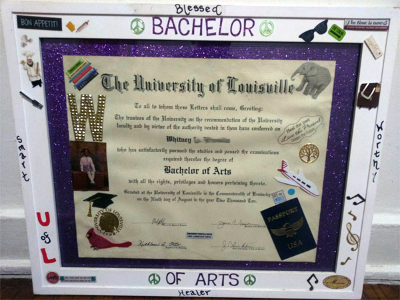 Blessed
BACHELOR
BON APPETIT!
The University of Louisville
To all to whom these Letters shall come, Greeting:
The trustees of the University on the recommendation of the University
faculty and by virtue of the authority vested in them have conferred on
Whitney
who has satisfactorily pursued the studies and passed the examinations
required therefor the degree of
Bachelor of Arts
with all the rights, privileges and honors pertaining thereto.
Granted at the University of Louisville in the Commonwealth of Kentucky
on the Ninth day of August in the year Two Thousand Ten.
W
Smart
Worthy
U of L
PASSPORT
USA
OF ARTS
Healer